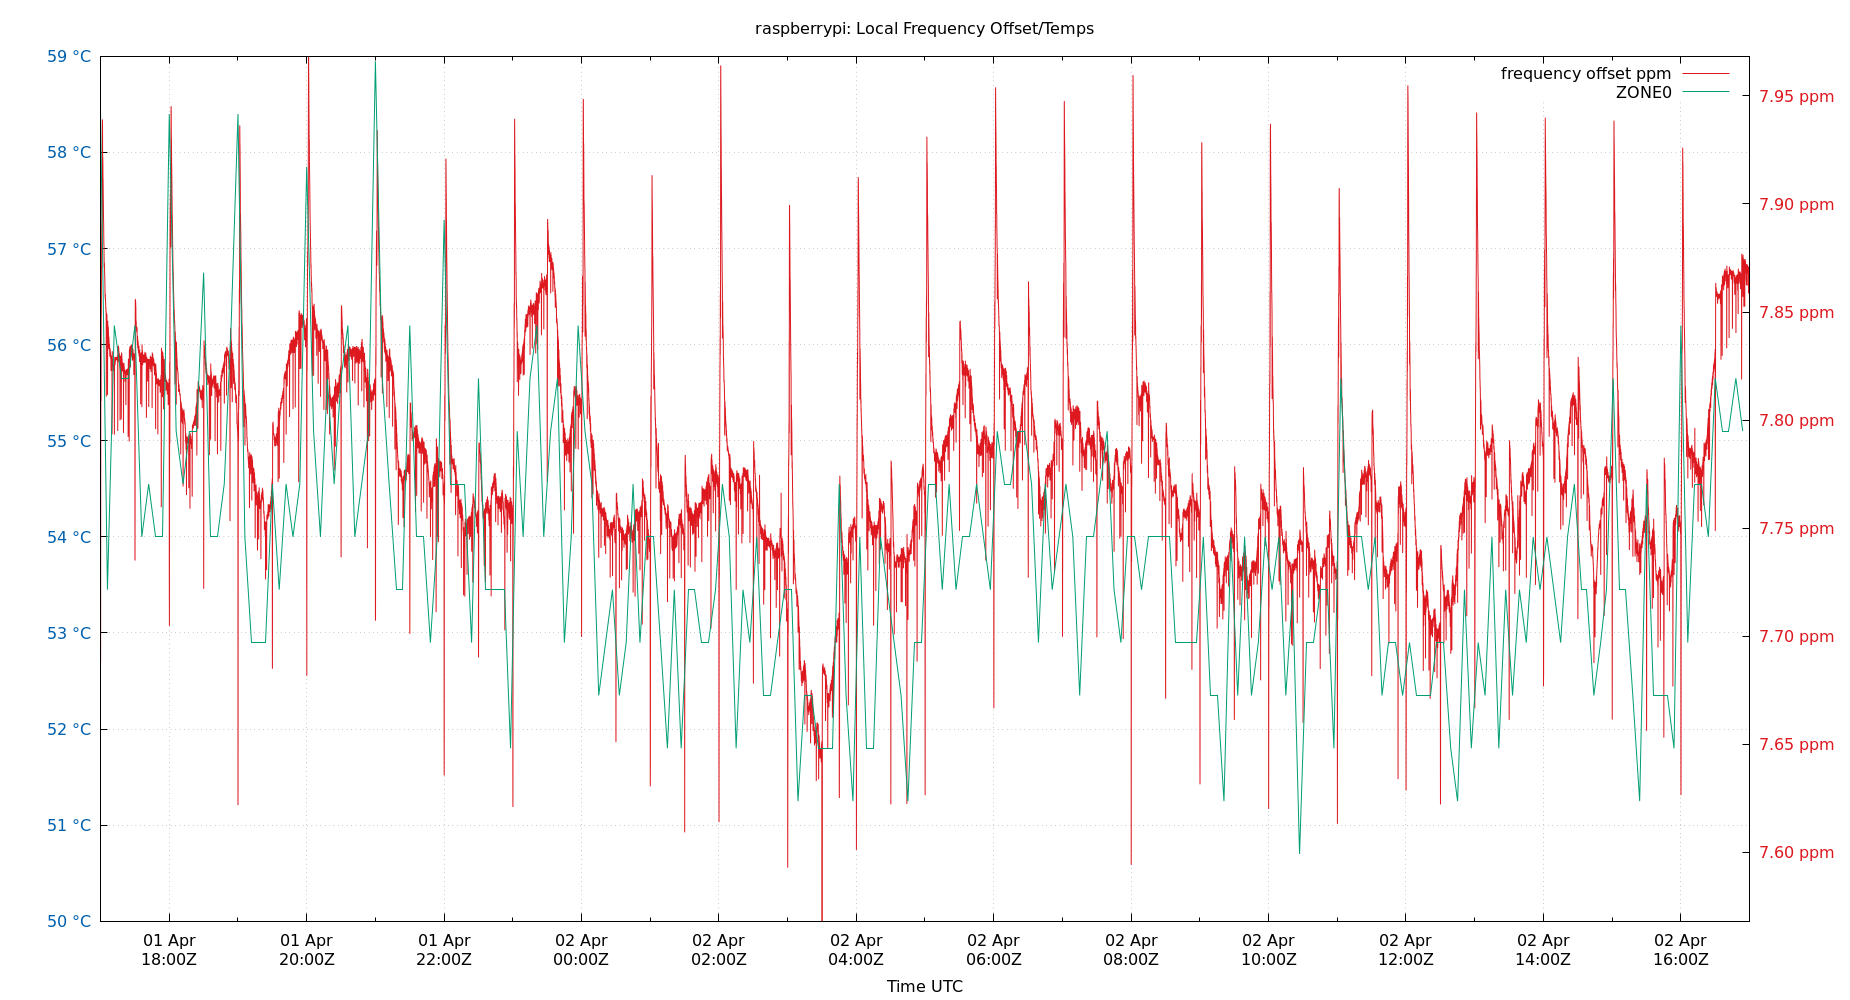 raspberrypi: Local Frequency Offset/Temps
frequency offset ppm
ZONE0
59 °C
58 °C
57 °C
56 °C
55 °C
54 °C
53 °C
52 °C
51 °C
50 °C
7.95 ppm
7.90 ppm
7.85 ppm
7.80 ppm
7.75 ppm
7.70 ppm
7.65 ppm
7.60 ppm
01 Apr
18:00Z
01 Apr
20:00Z
01 Apr
22:00Z
02 Apr
00:00Z
02 Apr
02:00Z
02 Apr
04:00Z
02 Apr
06:00Z
02 Apr
08:00Z
02 Apr
10:00Z
02 Apr
12:00Z
02 Apr
14:00Z
02 Apr
16:00Z
Time UTC